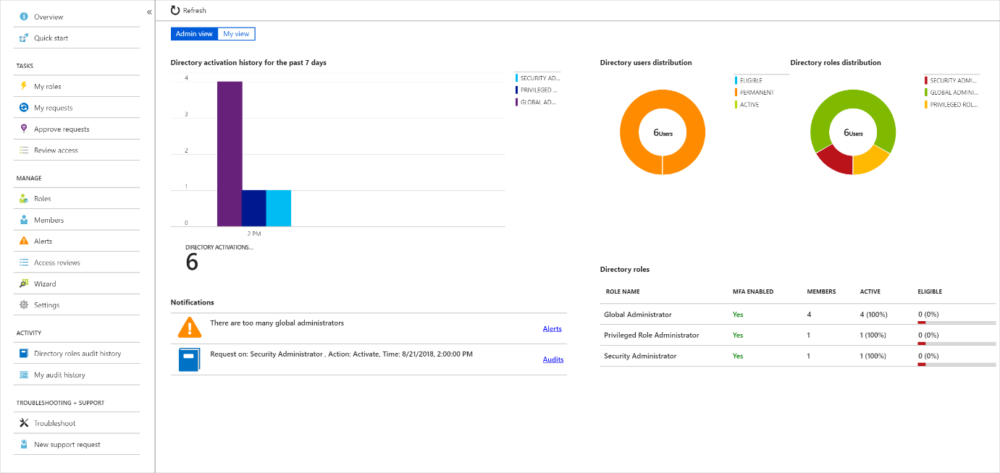 Overview
Quick start
TASKS
My roles
My requests
Approve requests
Review access
MANAGE
Roles
Members
Alerts
Access reviews
Wizard
Settings
ACTIVITY
Directory roles audit history
My audit history
TROUBLESHOOTING + SUPPORT
Troubleshoot
New support request
«
Refresh
Admin view My view
Directory activation history for the past 7 days
4
3
2
1
0
2 PM
SECURITY AD...
PRIVILEGED ...
GLOBAL AD...
DIRECTORY ACTIVATIONS...
6
Notifications
There are too many global administrators Alerts
Request on: Security Administrator , Action: Activate, Time: 8/21/2018, 2:00:00 PM Audits
Directory users distribution
6Users
ELIGIBLE
PERMANENT
ACTIVE
Directory roles distribution
6Users
SECURITY ADMI...
GLOBAL ADMINI...
PRIVILEGED ROL...
Directory roles
ROLE NAME MFA ENABLED MEMBERS ACTIVE ELIGIBLE
Global Administrator Yes 4 4 (100%) 0 (0%)
Privileged Role Administrator Yes 1 1 (100%) 0 (0%)
Security Administrator Yes 1 1 (100%) 0 (0%)